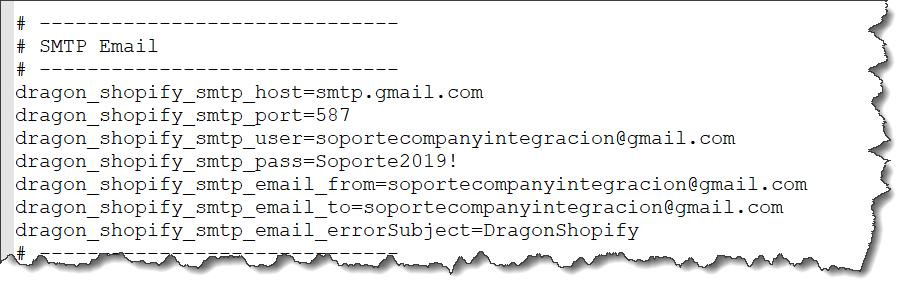 # ------------------------------
# SMTP Email
# ------------------------------
dragon_shopify_smtp_host=smtp.gmail.com
dragon_shopify_smtp_port=587
dragon_shopify_smtp_user=soportecompanyintegracion@gmail.com
dragon_shopify_smtp_pass=Soporte2019!
dragon_shopify_smtp_email_from=soportecompanyintegracion@gmail.com
dragon_shopify_smtp_email_to=soportecompanyintegracion@gmail.com
dragon_shopify_smtp_email_errorSubject=DragonShopify
# ------------------------------